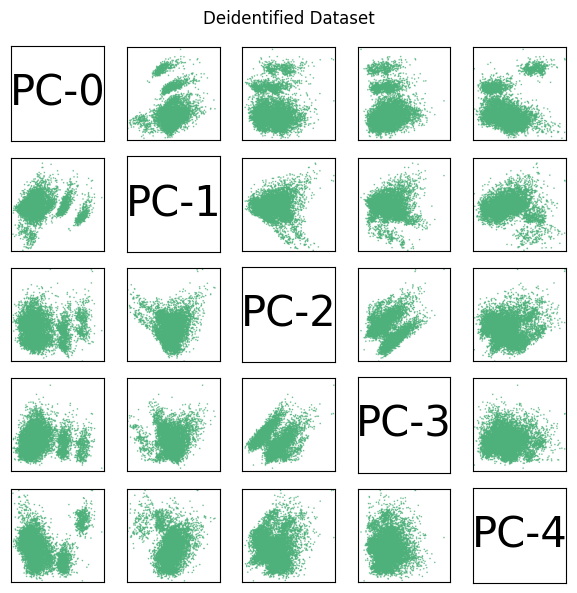 Deidentified Dataset
PC-0
PC-1
PC-2
PC-3
PC-4